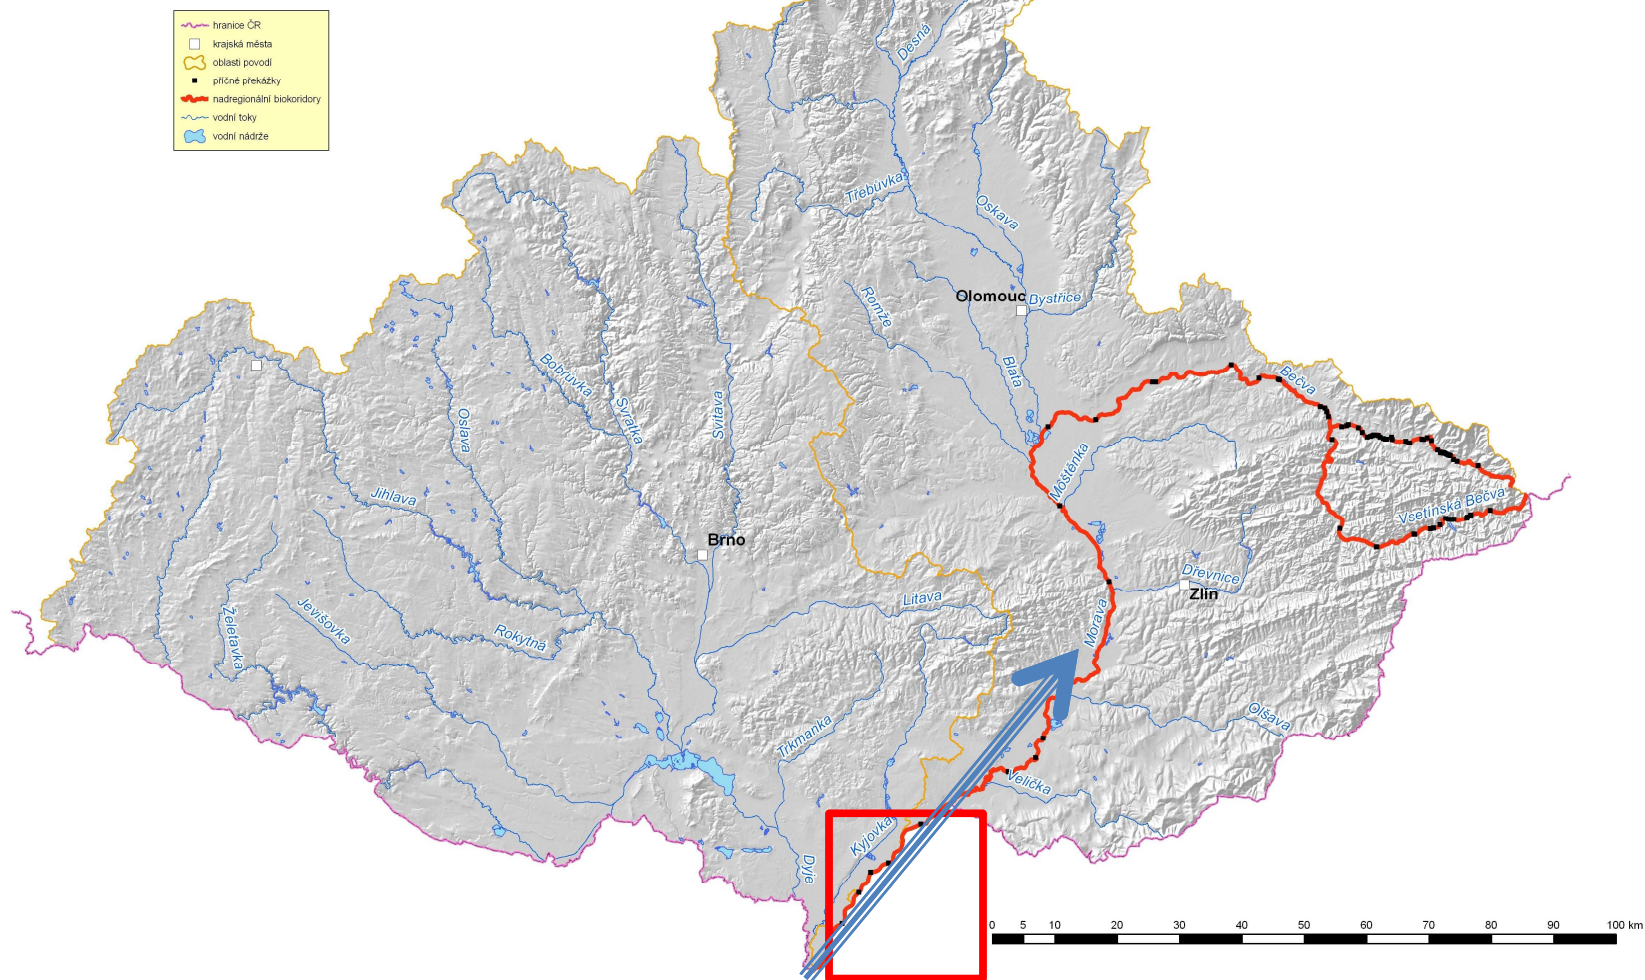 hranice ČR
krajská města
oblasti povodí
příčné překážky
nadregionální biokoridory
vodní toky
vodní nádrže
Desná
Třebůvka
Oskava
Olomouc
Bystřice
Romže
Blata
Bečva
Bobrůvka
Svratka
Svitava
Oslava
Moštěnka
Jihlava
Vsetínská Bečva
Brno
Dřevnice
Zlín
Litava
Morava
Želetavka
Jevišovka
Rokytná
Olšava
Trkmanka
Velička
Kyjovka
Dyje
0 5 10 20 30 40 50 60 70 80 90 100 km